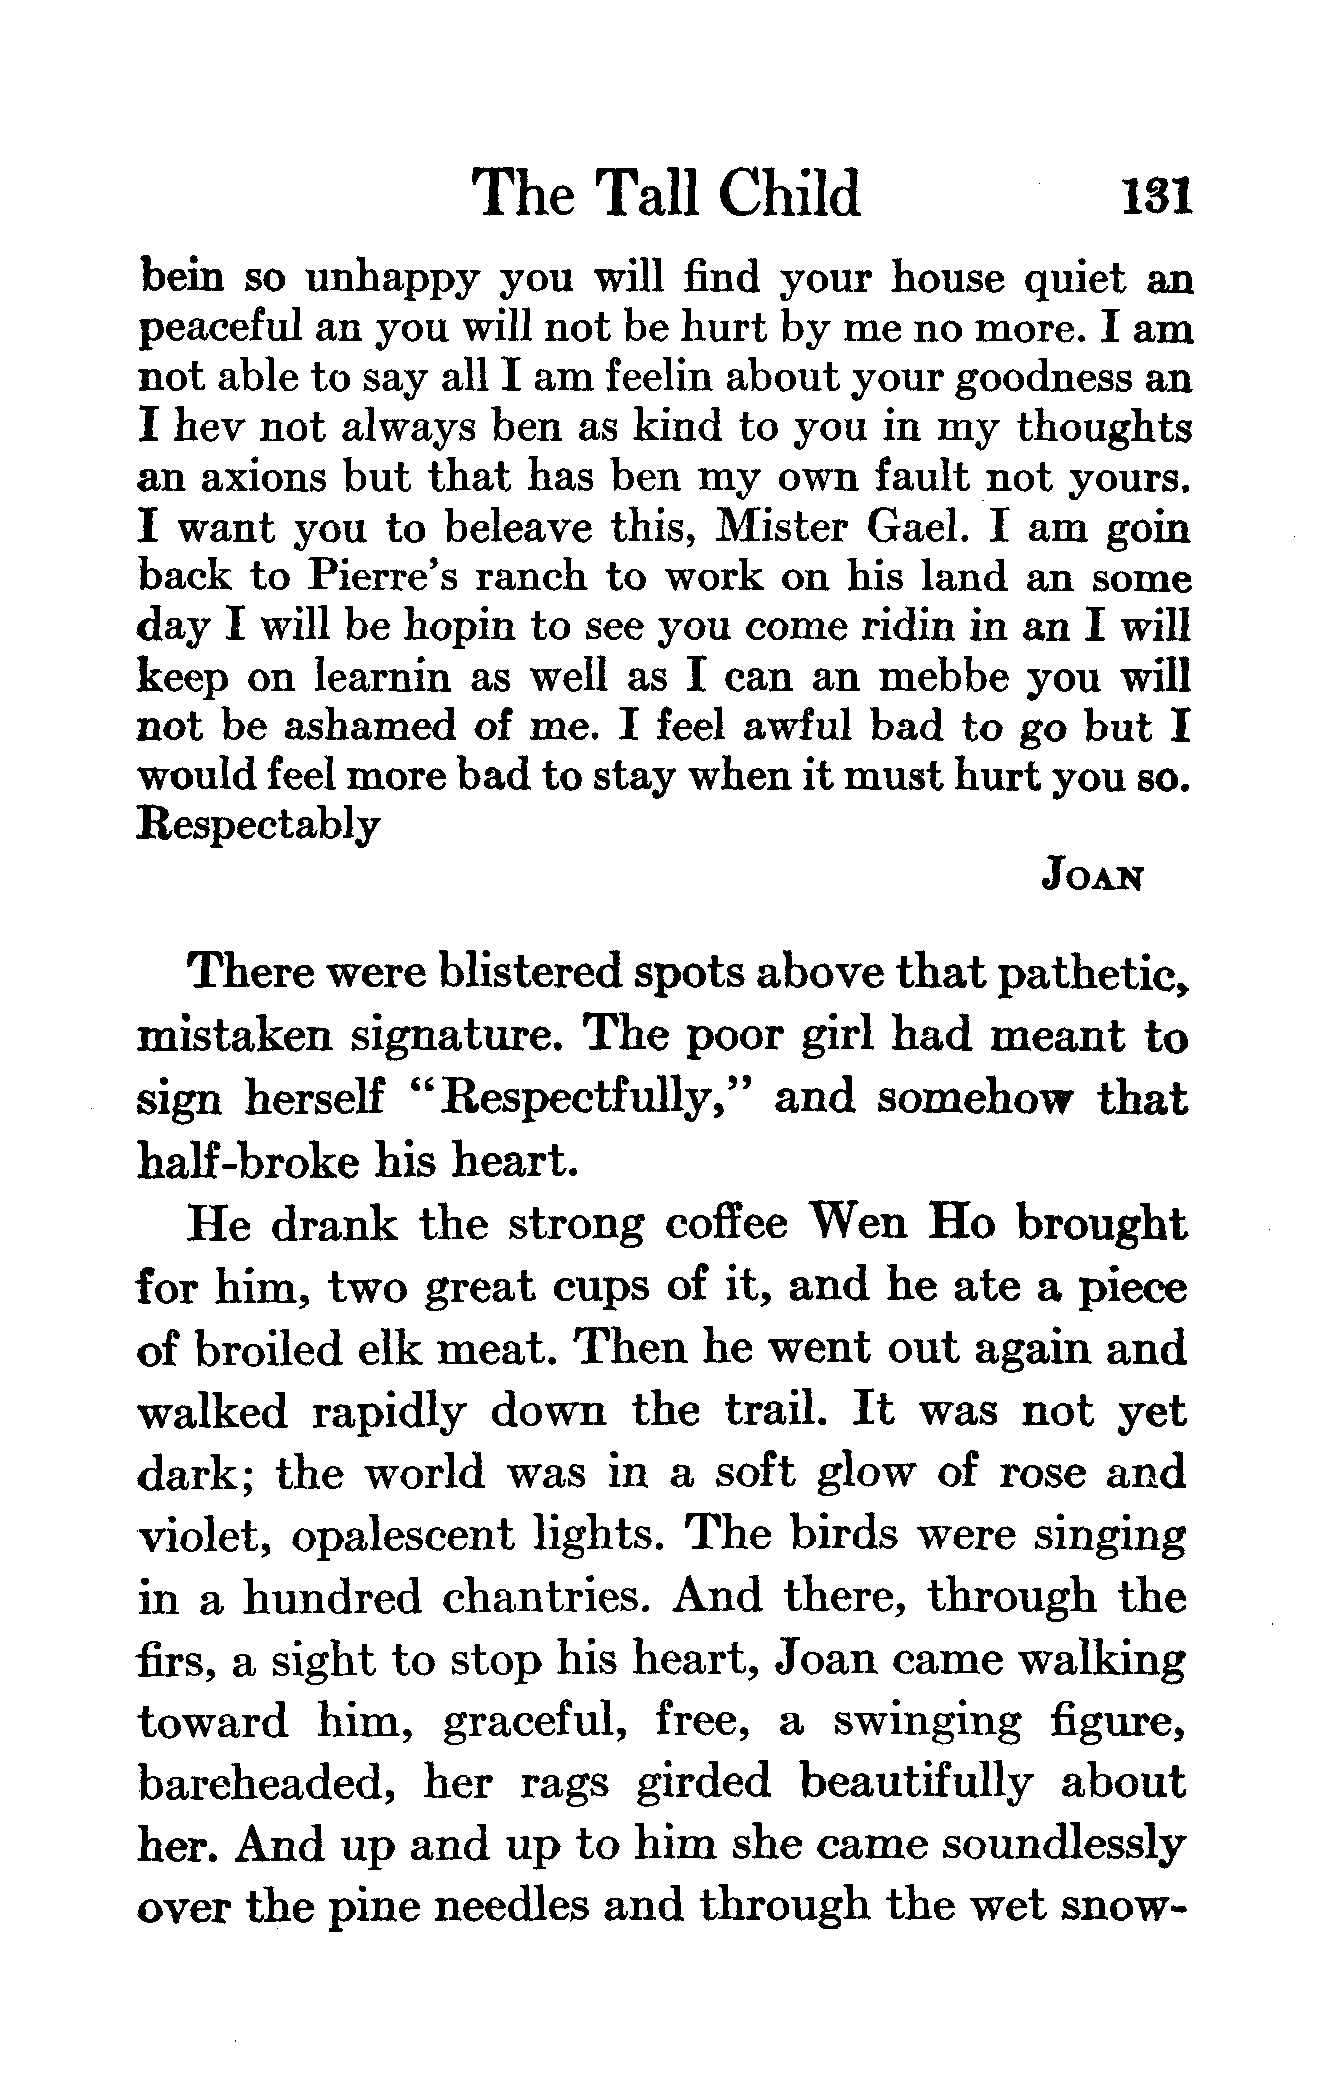 The Tall Child 131
bein so unhappy you will find your house quiet an
peaceful an you will not be hurt by me no more. I am
not able to say all I am feelin about your goodness an
I hev not always ben as kind to you in my thoughts
an axions but that has ben my own fault not yours.
I want you to beleave this, Mister Gael. I am goin
back to Pierre's ranch to work on his land an some
day I will be hopin to see you come ridin in an I will
keep on learnin as well as I can an mebbe you will
not be ashamed of me. I feel awful bad to go but I
would feel more bad to stay when it must hurt you so.
Respectably
JOAN
There were blistered spots above that pathetic,
mistaken signature. The poor girl had meant to
sign herself "Respectfully," and somehow that
half-broke his heart.
He drank the strong coffee Wen Ho brought
for him, two great cups of it, and he ate a piece
of broiled elk meat. Then he went out again and
walked rapidly down the trail. It was not yet
dark; the world was in a soft glow of rose and
violet, opalescent lights. The birds were singing
in a hundred chantries. And there, through the
firs, a sight to stop his heart, Joan came walking
toward him, graceful, free, a swinging figure,
bareheaded, her rags girded beautifully about
her. And up and up to him she came soundlessly
over the pine needles and through the wet snow-